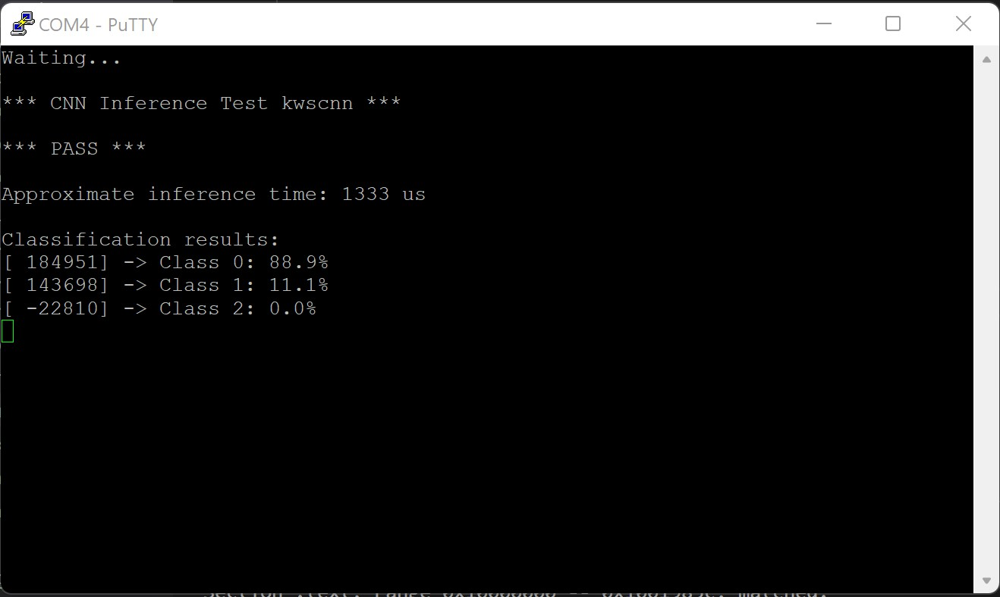 COM4 - PuTTY
Waiting...
*** CNN Inference Test kwscnn ***
*** PASS ***
Approximate inference time: 1333 us
Classification results:
[ 184951] -> Class 0: 88.9%
[ 143698] -> Class 1: 11.1%
[ -22810] -> Class 2: 0.0%